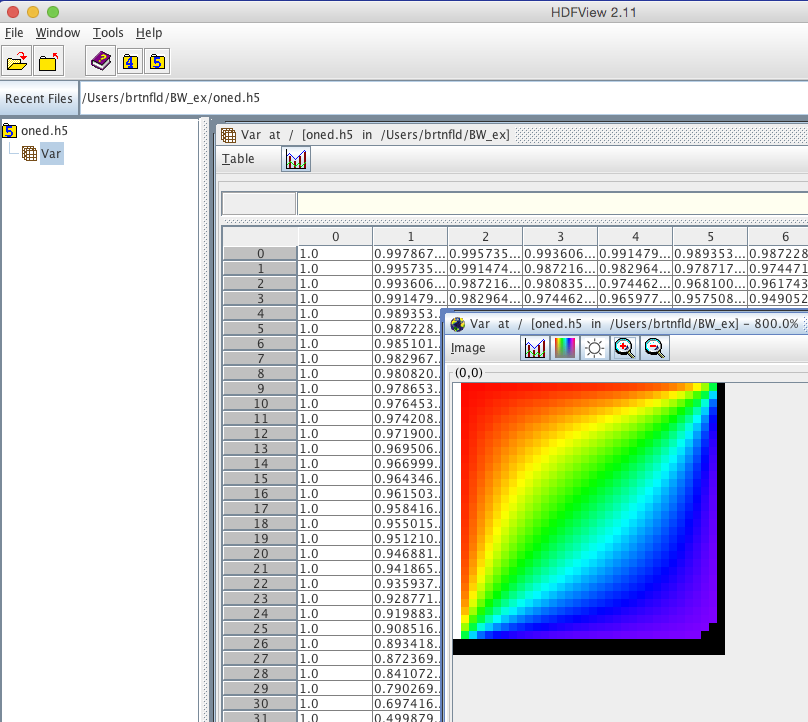 HDFView 2.11
File Window Tools Help
4 5
Recent Files /Users/brtnfld/BW_ex/oned.h5
5 oned.h5
Var
Var at / [oned.h5 in /Users/brtnfld/BW_ex]
Table
0 1 2 3 4 5 6
0 1.0 0.997867... 0.995735... 0.993606... 0.991479... 0.989353... 0.987228
1 1.0 0.995735... 0.991474... 0.987216... 0.982964... 0.978717... 0.974471
2 1.0 0.993606... 0.987216... 0.980835... 0.974462... 0.968100... 0.961743
3 1.0 0.991479... 0.982964... 0.974462... 0.965977... 0.957508... 0.949052
4 1.0 0.989353...
5 1.0 0.987228...
6 1.0 0.985101...
7 1.0 0.982967...
8 1.0 0.980820...
9 1.0 0.978653...
10 1.0 0.976453...
11 1.0 0.974208...
12 1.0 0.971900...
13 1.0 0.969506...
14 1.0 0.966999...
15 1.0 0.964346...
16 1.0 0.961503...
17 1.0 0.958416...
18 1.0 0.955015...
19 1.0 0.951210...
20 1.0 0.946881...
21 1.0 0.941865...
22 1.0 0.935937...
23 1.0 0.928771...
24 1.0 0.919883...
25 1.0 0.908516...
26 1.0 0.893418...
27 1.0 0.872369...
28 1.0 0.841072...
29 1.0 0.790269...
30 1.0 0.697416...
31 1.0 0.499879...
Var at / [oned.h5 in /Users/brtnfld/BW_ex] - 800.0%
Image
(0,0)